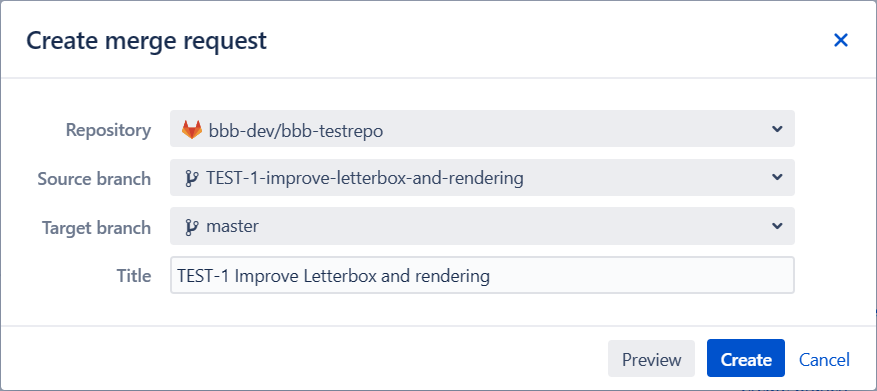 Create merge request
Repository bbb-dev/bbb-testrepo
Source branch TEST-1-improve-letterbox-and-rendering
Target branch master
Title TEST-1 Improve Letterbox and rendering
Preview Create Cancel